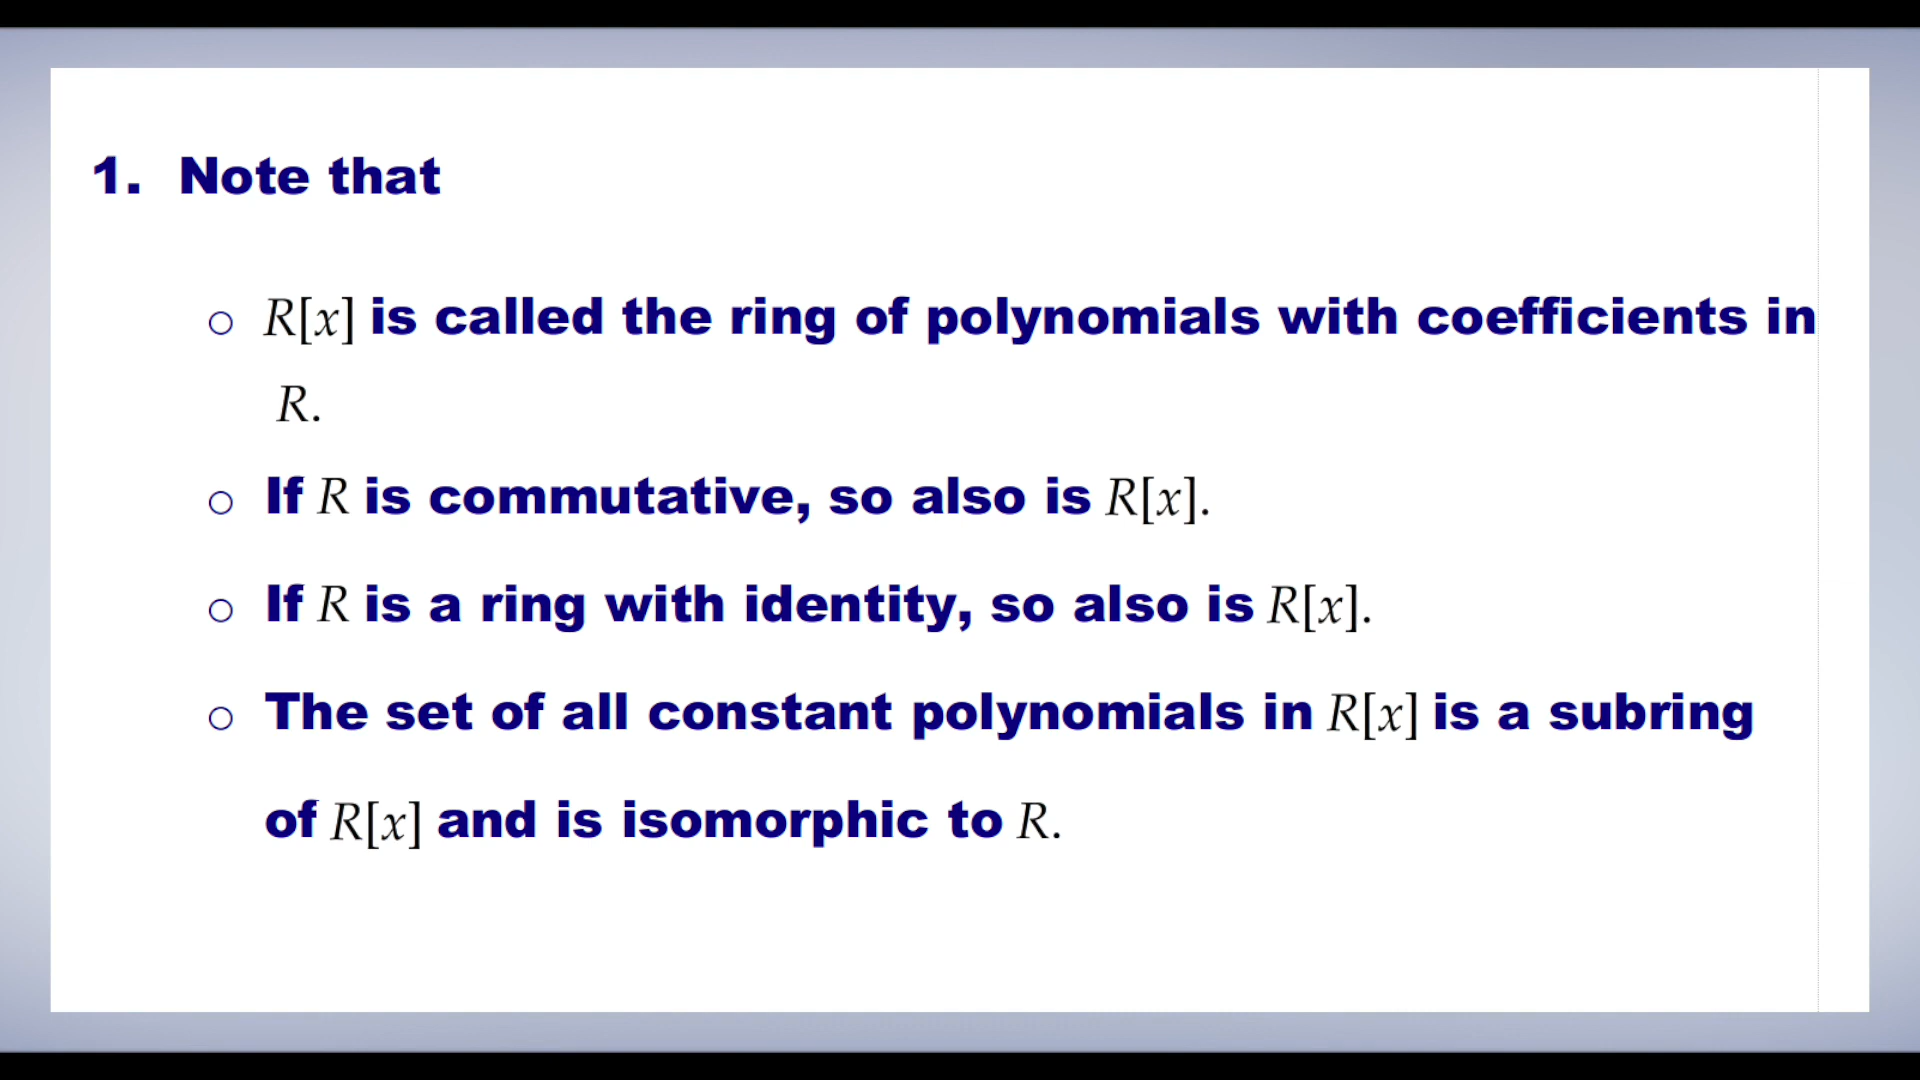 1. Note that
○ R[x] is called the ring of polynomials with coefficients in
R.
○ If R is commutative, so also is R[x].
○ If R is a ring with identity, so also is R[x].
○ The set of all constant polynomials in R[x] is a subring
of R[x] and is isomorphic to R.